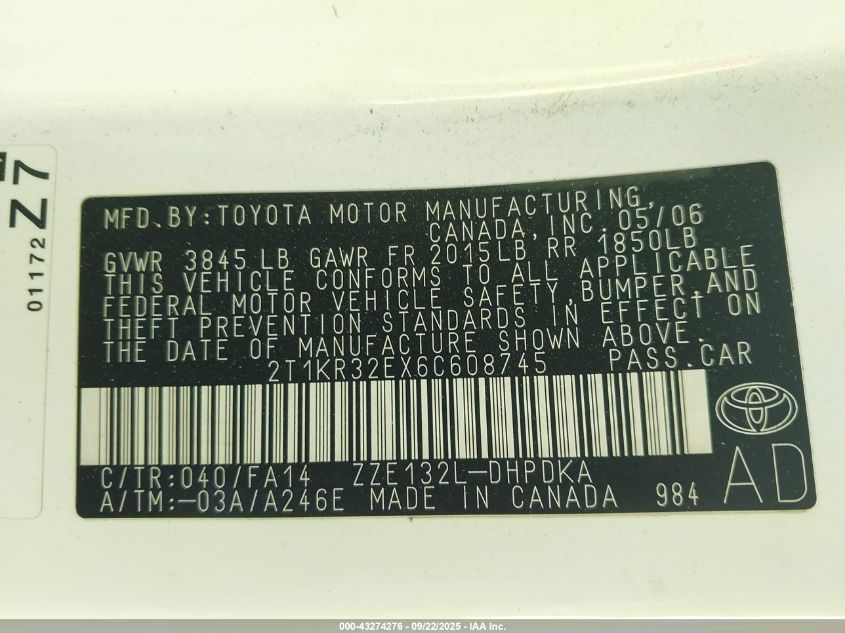 01172
Z 7
MFD.BY:TOYOTA MOTOR MANUFACTURING,
CANADA,INC. 05/06
GVWR 3845 LB GAWR FR 2015LB RR 1850LB
THIS VEHICLE CONFORMS TO ALL APPLICABLE
FEDERAL MOTOR VEHICLE SAFETY,BUMPER,AND
THEFT PREVENTION STANDARDS IN EFFECT ON
THE DATE OF MANUFACTURE SHOWN ABOVE.
2T1KR32EX6C608745 PASS.CAR
C/TR:040/FA14 ZZE132L-DHPDKA
A/TM:-03A/A246E MADE IN CANADA 984
AD
000-43274276 - 09/22/2025 - IAA Inc.